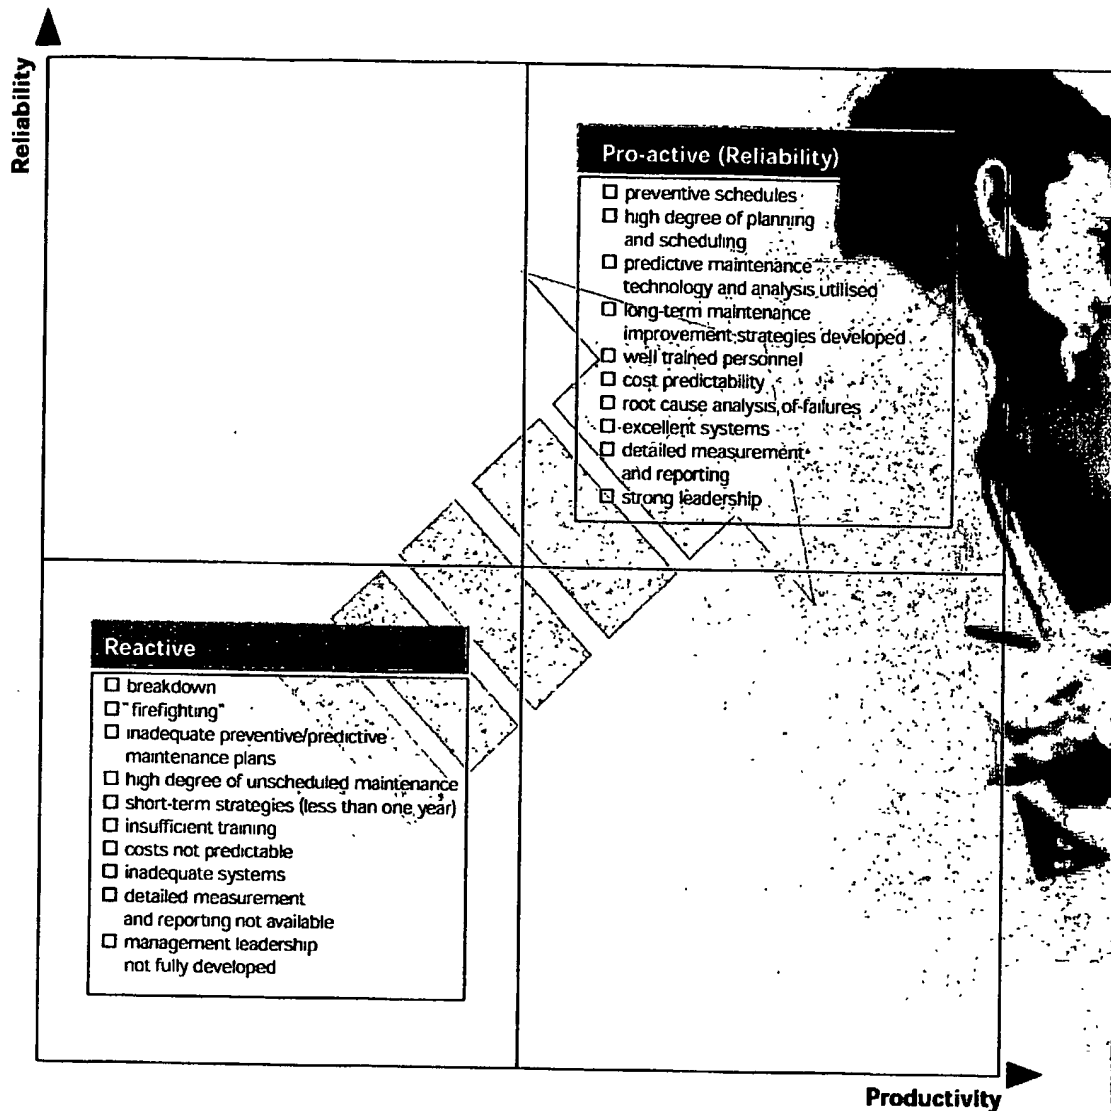 Reliability
Pro-active (Reliability)
☐ preventive schedules
☐ high degree of planning
and scheduling
☐ predictive maintenance
technology and analysis utilised
☐ long-term maintenance
improvement strategies developed
☐ well trained personnel
☐ cost predictability
☐ root cause analysis of failures
☐ excellent systems
☐ detailed measurement
and reporting
☐ strong leadership
Reactive
☐ breakdown
☐ "firefighting"
☐ inadequate preventive/predictive
maintenance plans
☐ high degree of unscheduled maintenance
☐ short-term strategies (less than one year)
☐ insufficient training
☐ costs not predictable
☐ inadequate systems
☐ detailed measurement
and reporting not available
☐ management leadership
not fully developed
Productivity